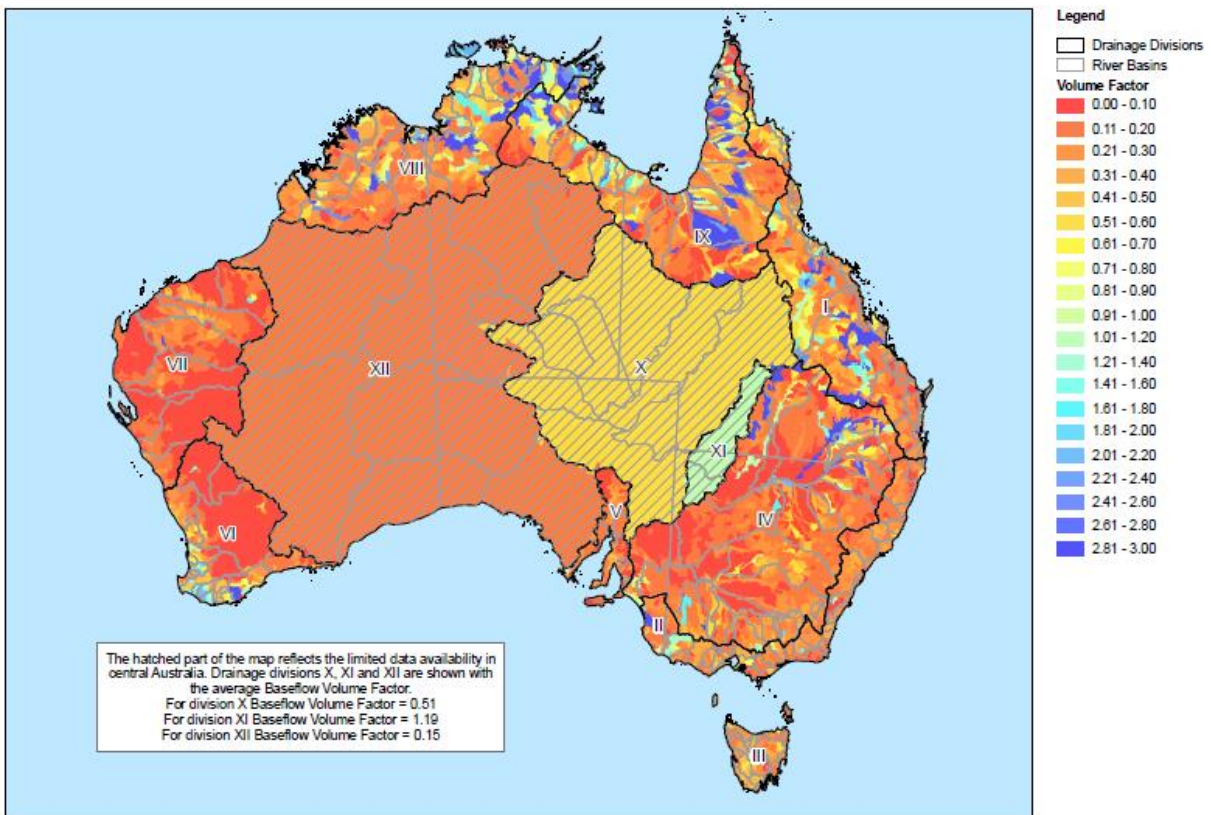 Legend
Drainage Divisions
River Basins
Volume Factor
0.00 - 0.10
0.11 - 0.20
0.21 - 0.30
0.31 - 0.40
0.41 - 0.50
0.51 - 0.60
0.61 - 0.70
0.71 - 0.80
0.81 - 0.90
0.91 - 1.00
1.01 - 1.20
1.21 - 1.40
1.41 - 1.60
1.61 - 1.80
1.81 - 2.00
2.01 - 2.20
2.21 - 2.40
2.41 - 2.60
2.61 - 2.80
2.81 - 3.00
VIII
IX
I
VII
XII
X
XI
V
IV
VI
II
III
The hatched part of the map reflects the limited data availability in
central Australia. Drainage divisions X, XI and XII are shown with
the average Baseflow Volume Factor.
For division X Baseflow Volume Factor = 0.51
For division XI Baseflow Volume Factor = 1.19
For division XII Baseflow Volume Factor = 0.15